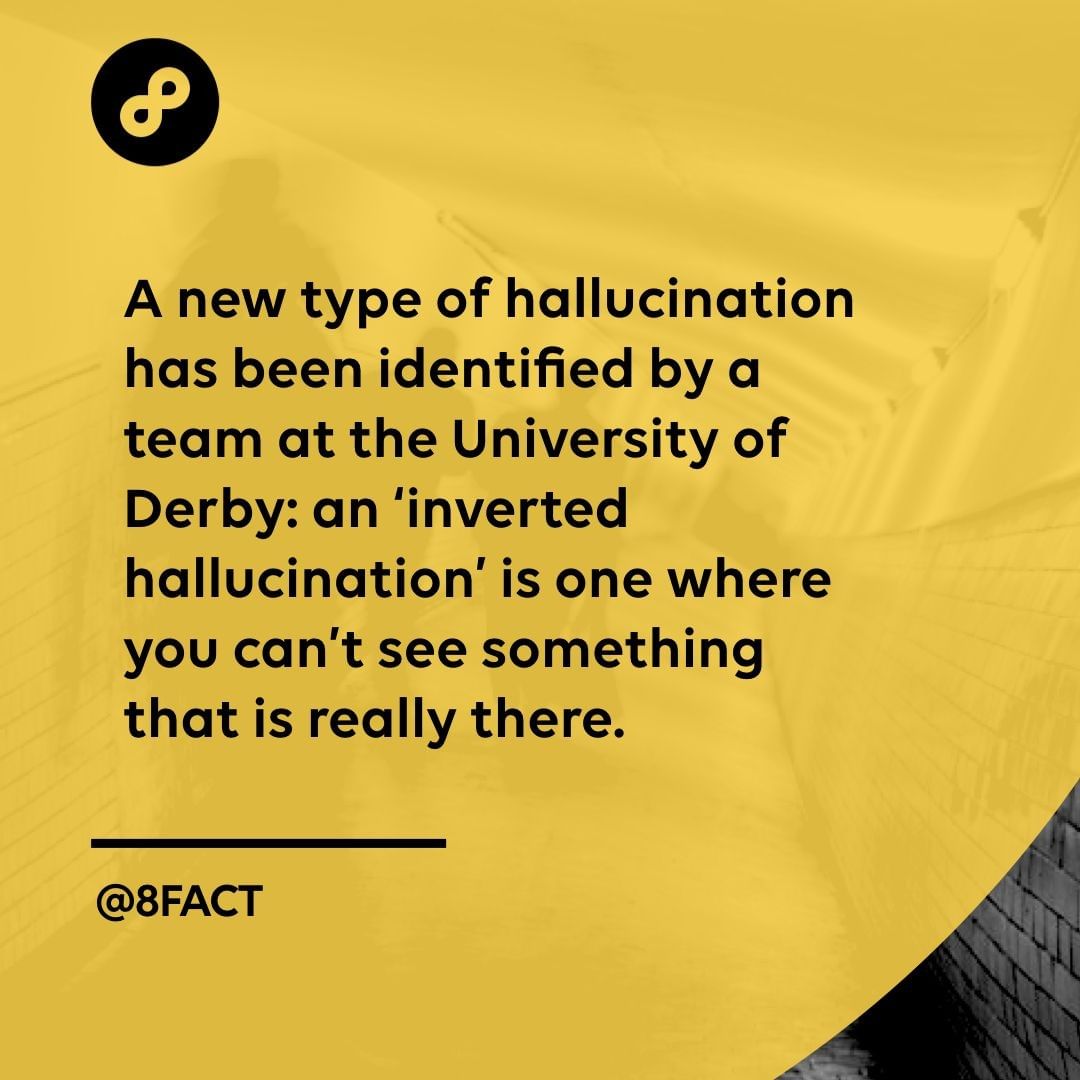 A new type of hallucination
has been identified by a
team at the University of
Derby: an ‘inverted
hallucination’ is one where
you can’t see something
that is really there.
@8FACT